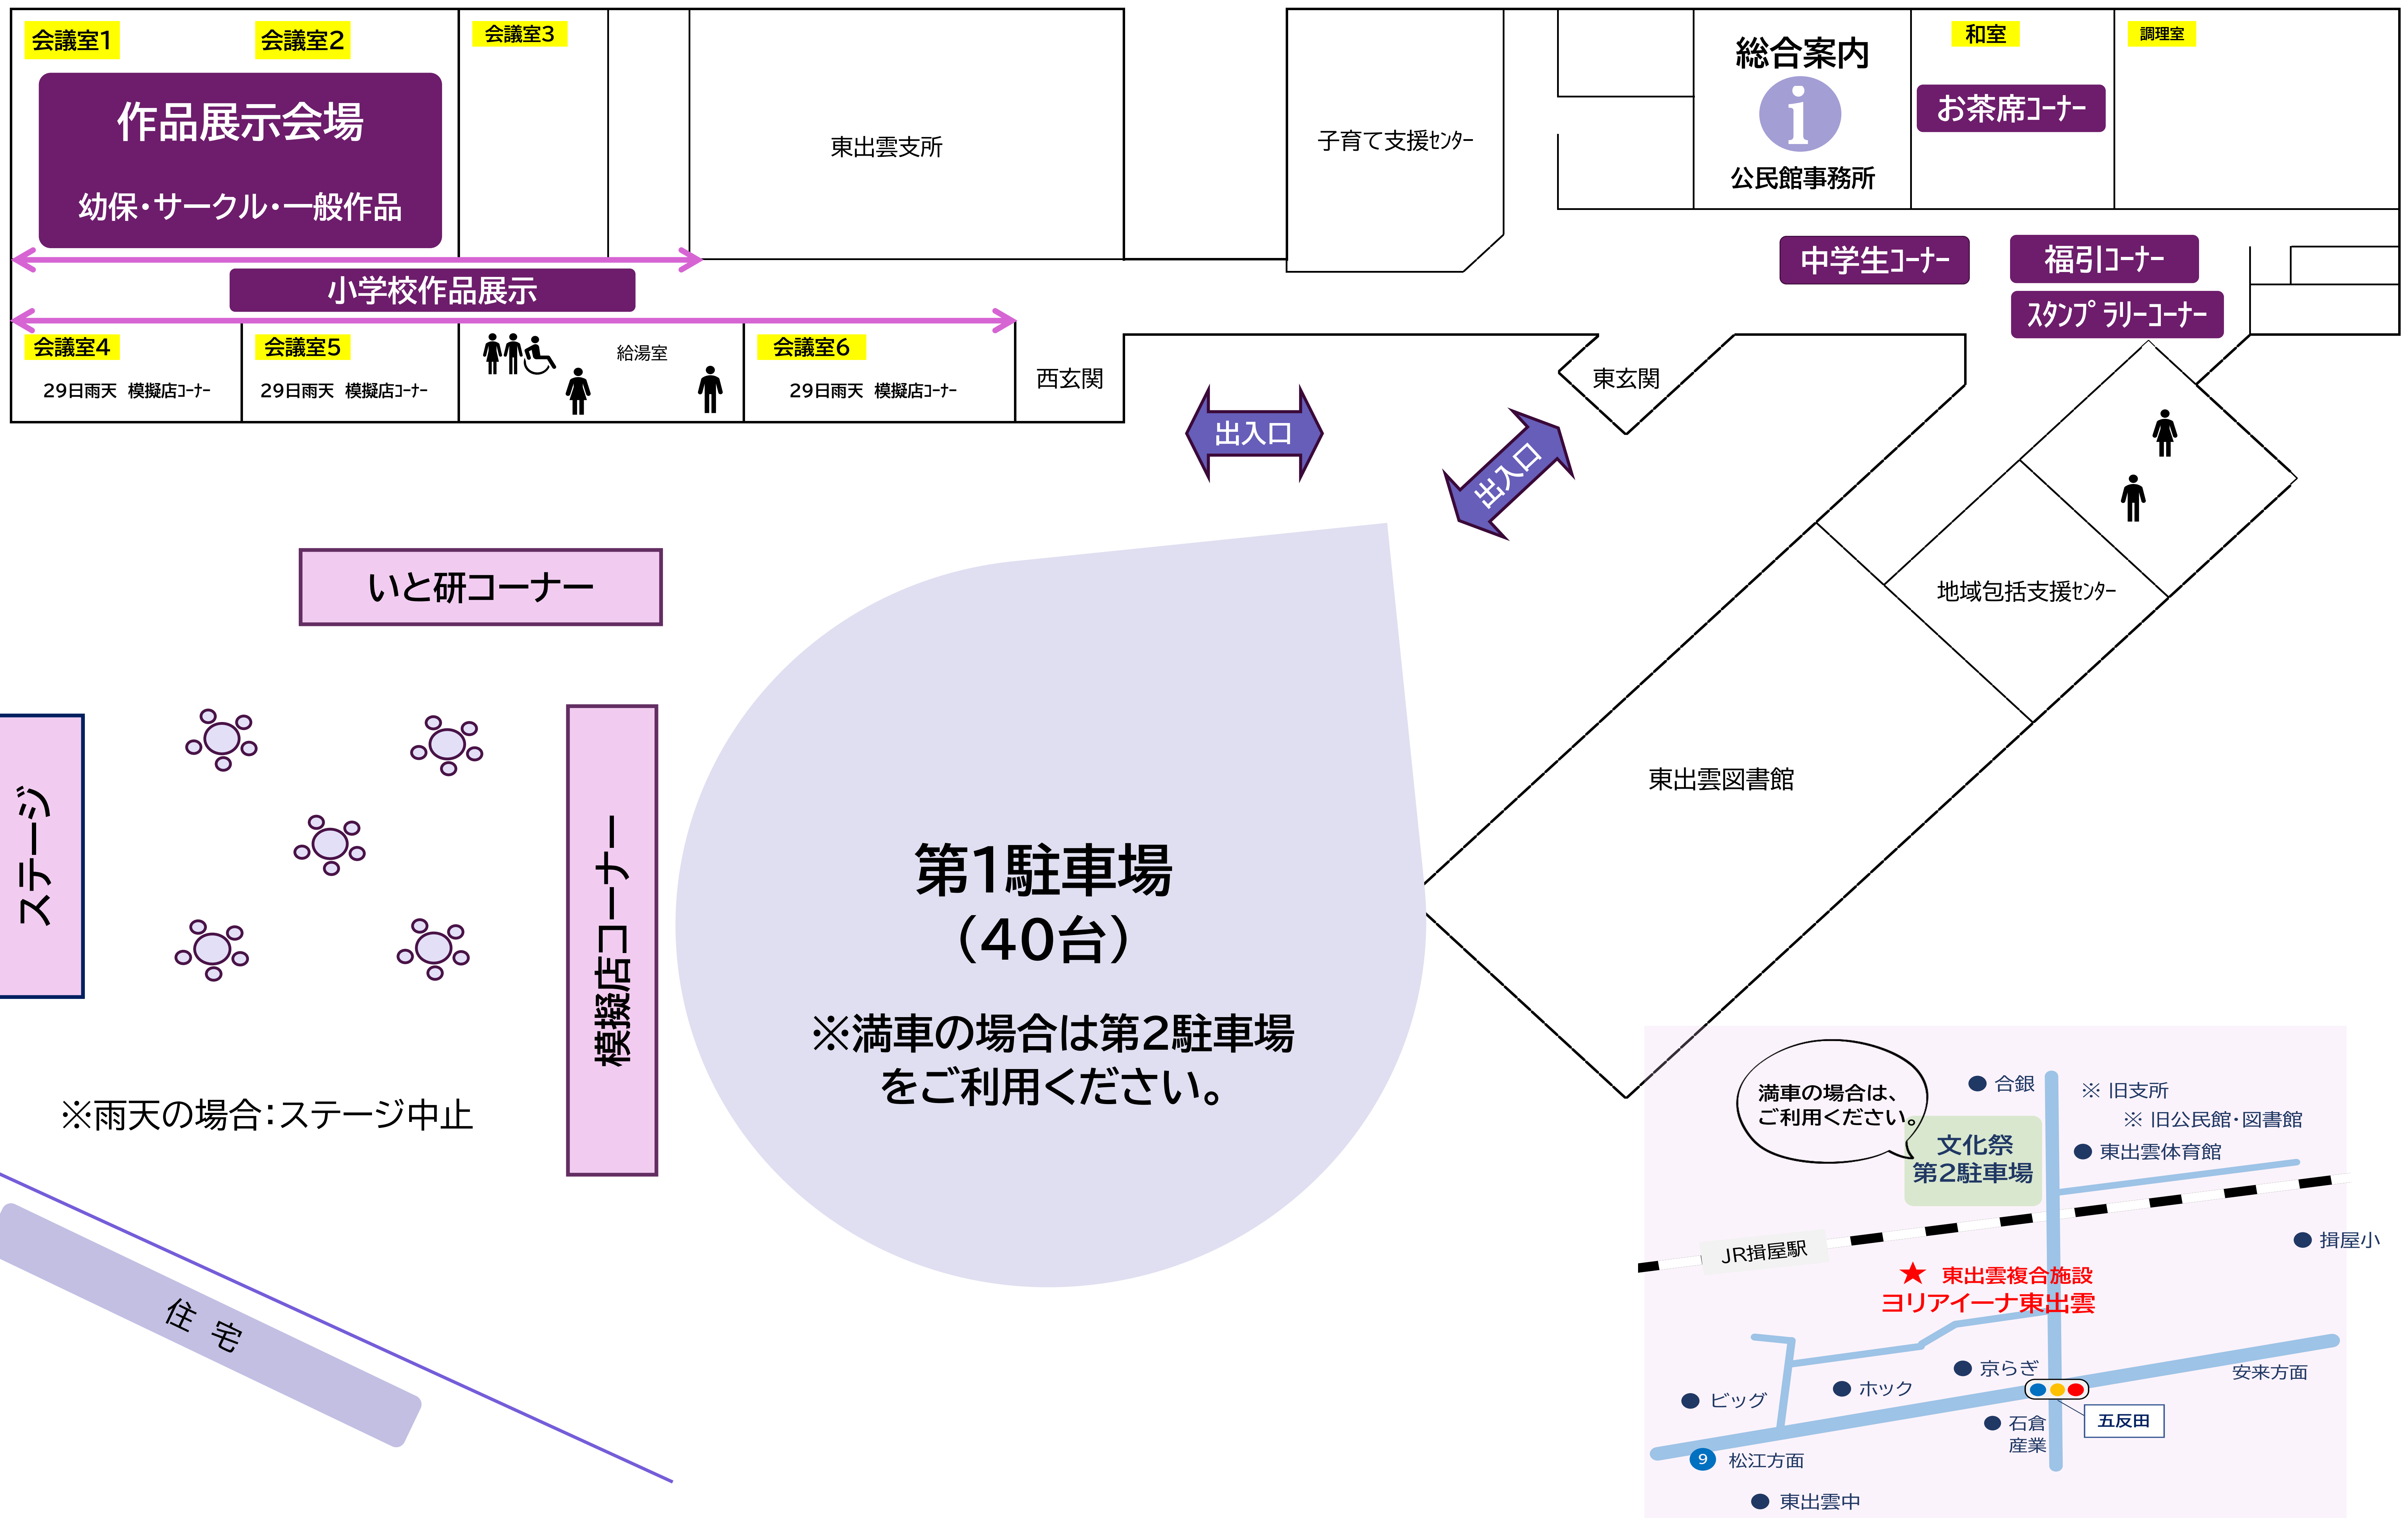 会議室1
会議室2
会議室3
作品展示会場
幼保・サークル・一般作品
東出雲支所
子育て支援ｾﾝﾀｰ
総合案内
i
公民館事務所
和室
お茶席ｺｰﾅｰ
調理室
中学生ｺｰﾅｰ
福引ｺｰﾅｰ
ｽﾀﾝﾌﾟﾗﾘｰｺｰﾅｰ
小学校作品展示
会議室4
29日雨天 模擬店ｺｰﾅｰ
会議室5
29日雨天 模擬店ｺｰﾅｰ
給湯室
会議室6
29日雨天 模擬店ｺｰﾅｰ
西玄関
東玄関
出入口
出入口
いと研コーナー
ステージ
模擬店コーナー
※雨天の場合：ステージ中止
住 宅
第1駐車場
（40台）
※満車の場合は第2駐車場
をご利用ください。
地域包括支援ｾﾝﾀｰ
東出雲図書館
満車の場合は、
ご利用ください。
合銀
※ 旧支所
※ 旧公民館・図書館
東出雲体育館
文化祭
第2駐車場
JR揖屋駅
揖屋小
★ 東出雲複合施設
ヨリアイーナ東出雲
京らぎ
安来方面
ホック
ビッグ
五反田
石倉
産業
9 松江方面
東出雲中